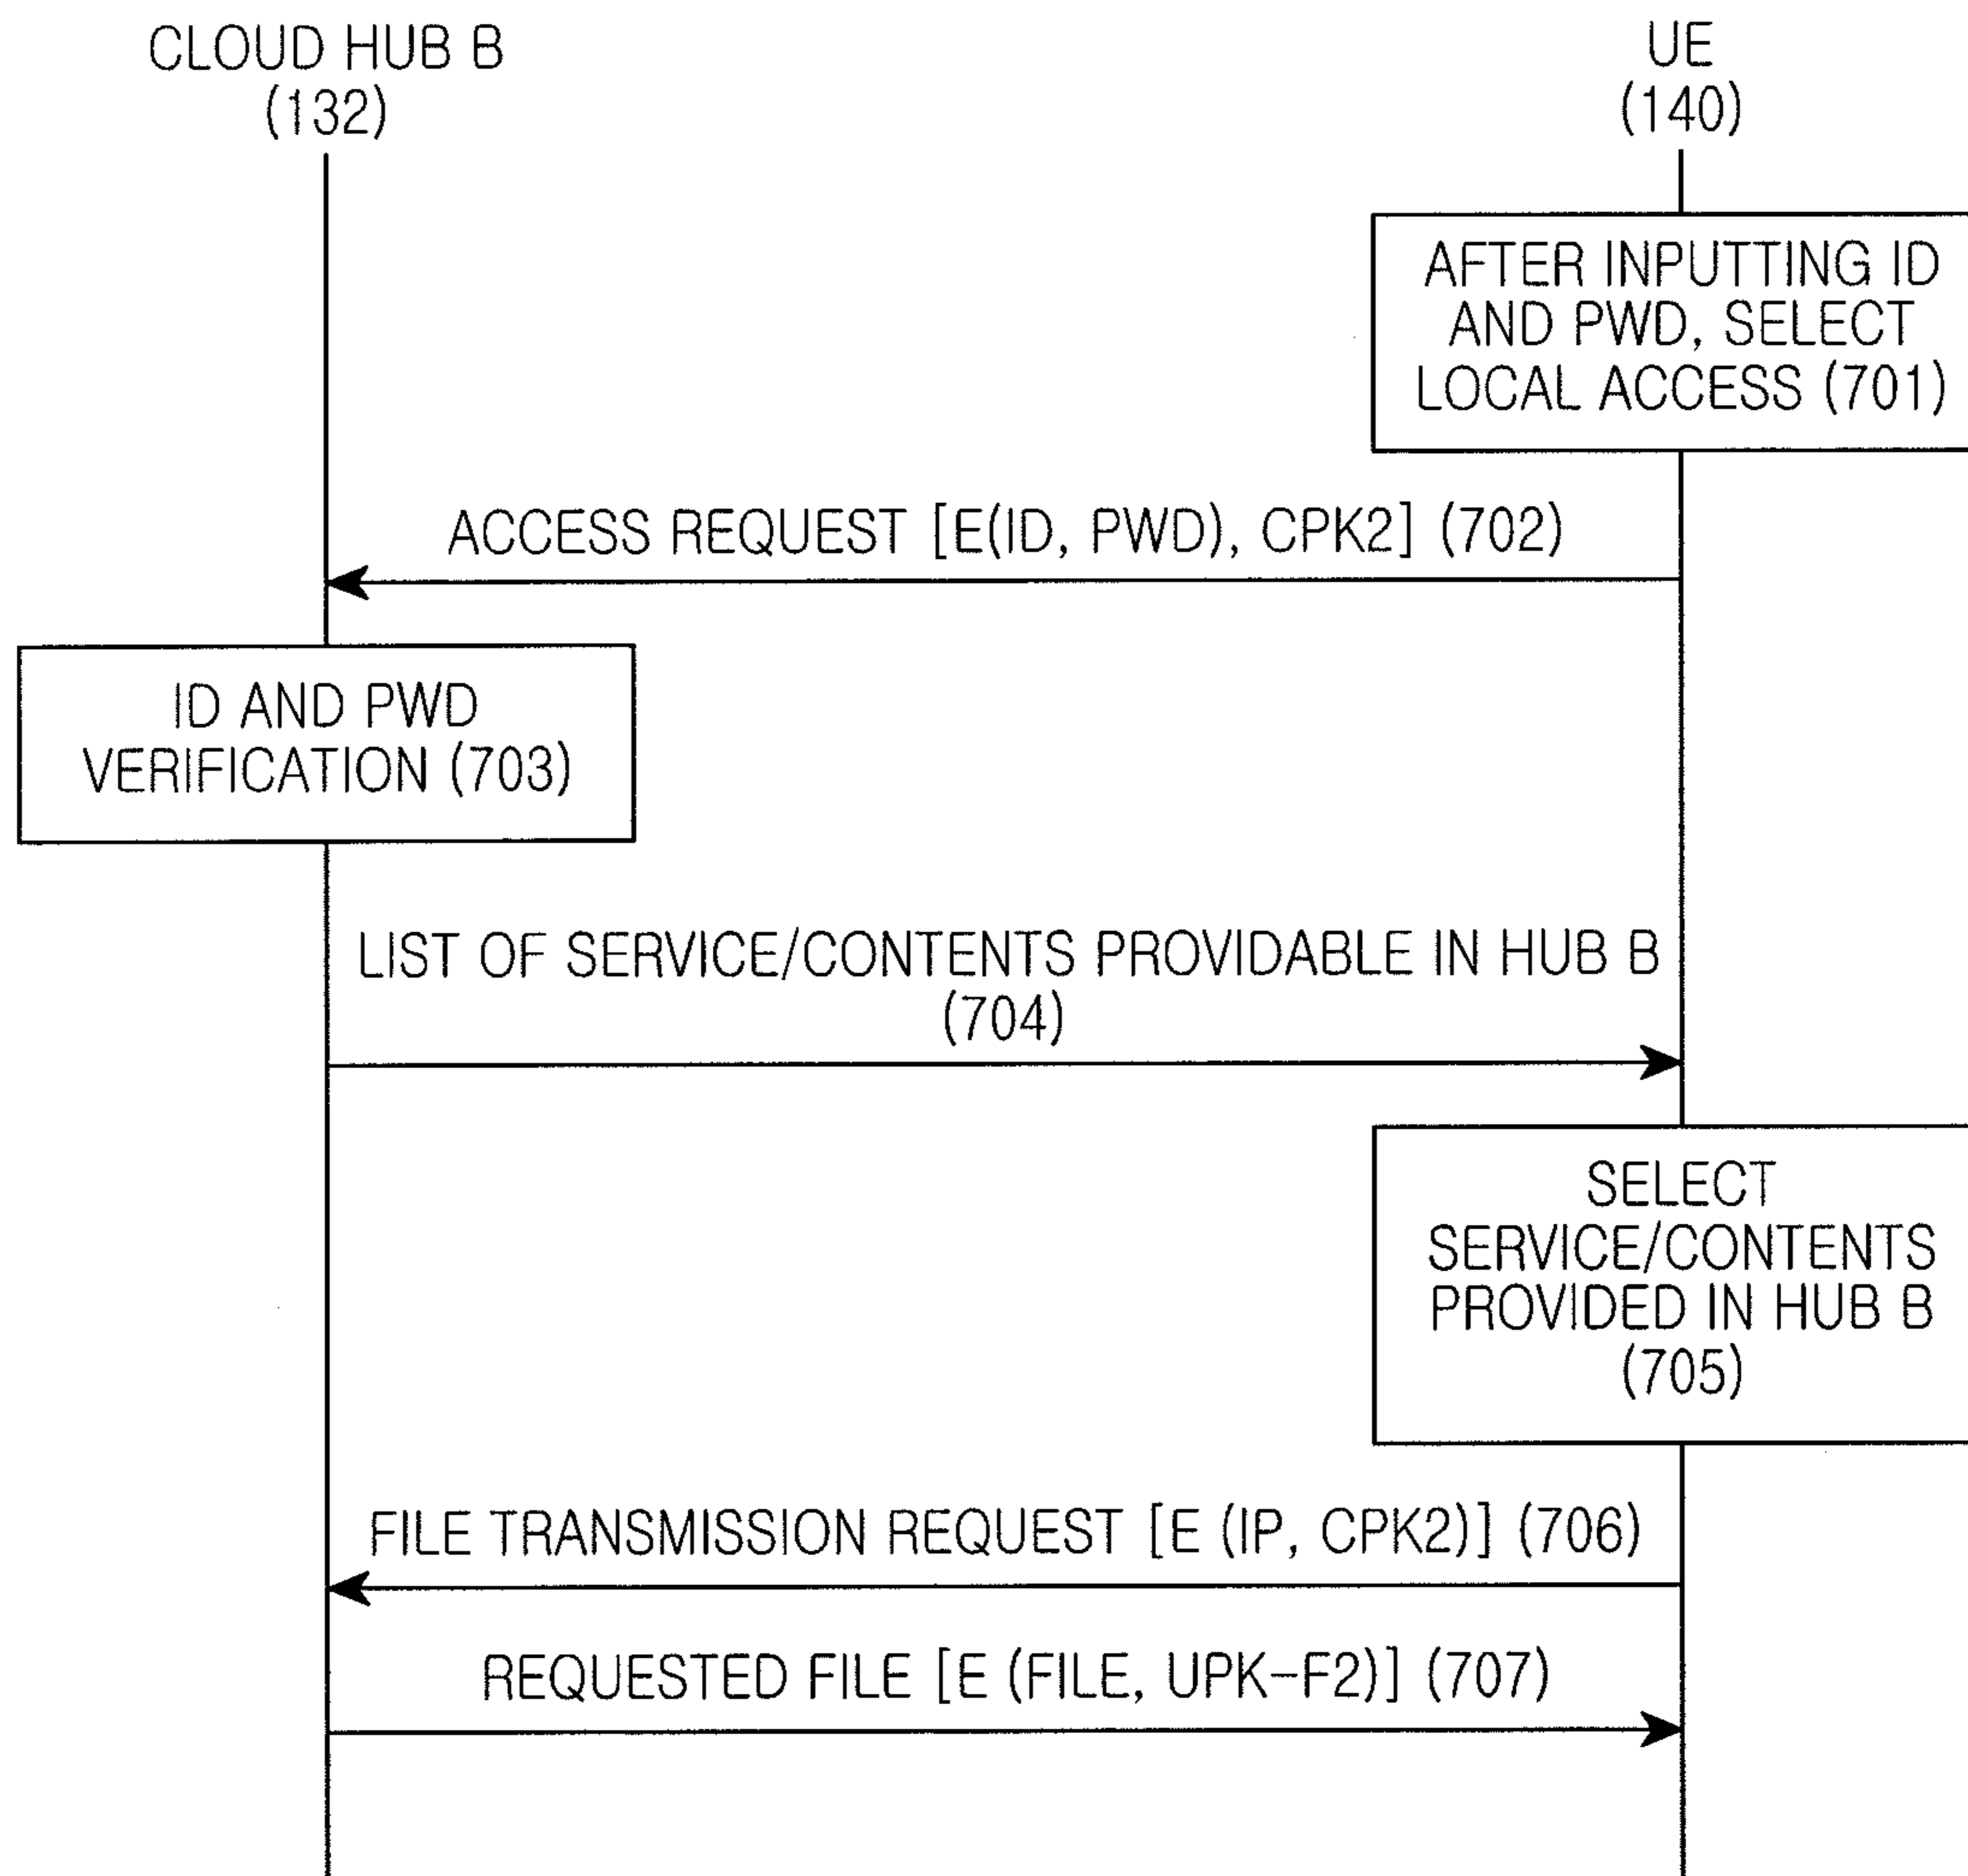 CLOUD HUB B
(132)
UE
(140)
AFTER INPUTTING ID
AND PWD, SELECT
LOCAL ACCESS (701)
ACCESS REQUEST [E(ID, PWD), CPK2] (702)
ID AND PWD
VERIFICATION (703)
LIST OF SERVICE/CONTENTS PROVIDABLE IN HUB B
(704)
SELECT
SERVICE/CONTENTS
PROVIDED IN HUB B
(705)
FILE TRANSMISSION REQUEST [E (IP, CPK2)] (706)
REQUESTED FILE [E (FILE, UPK-F2)] (707)